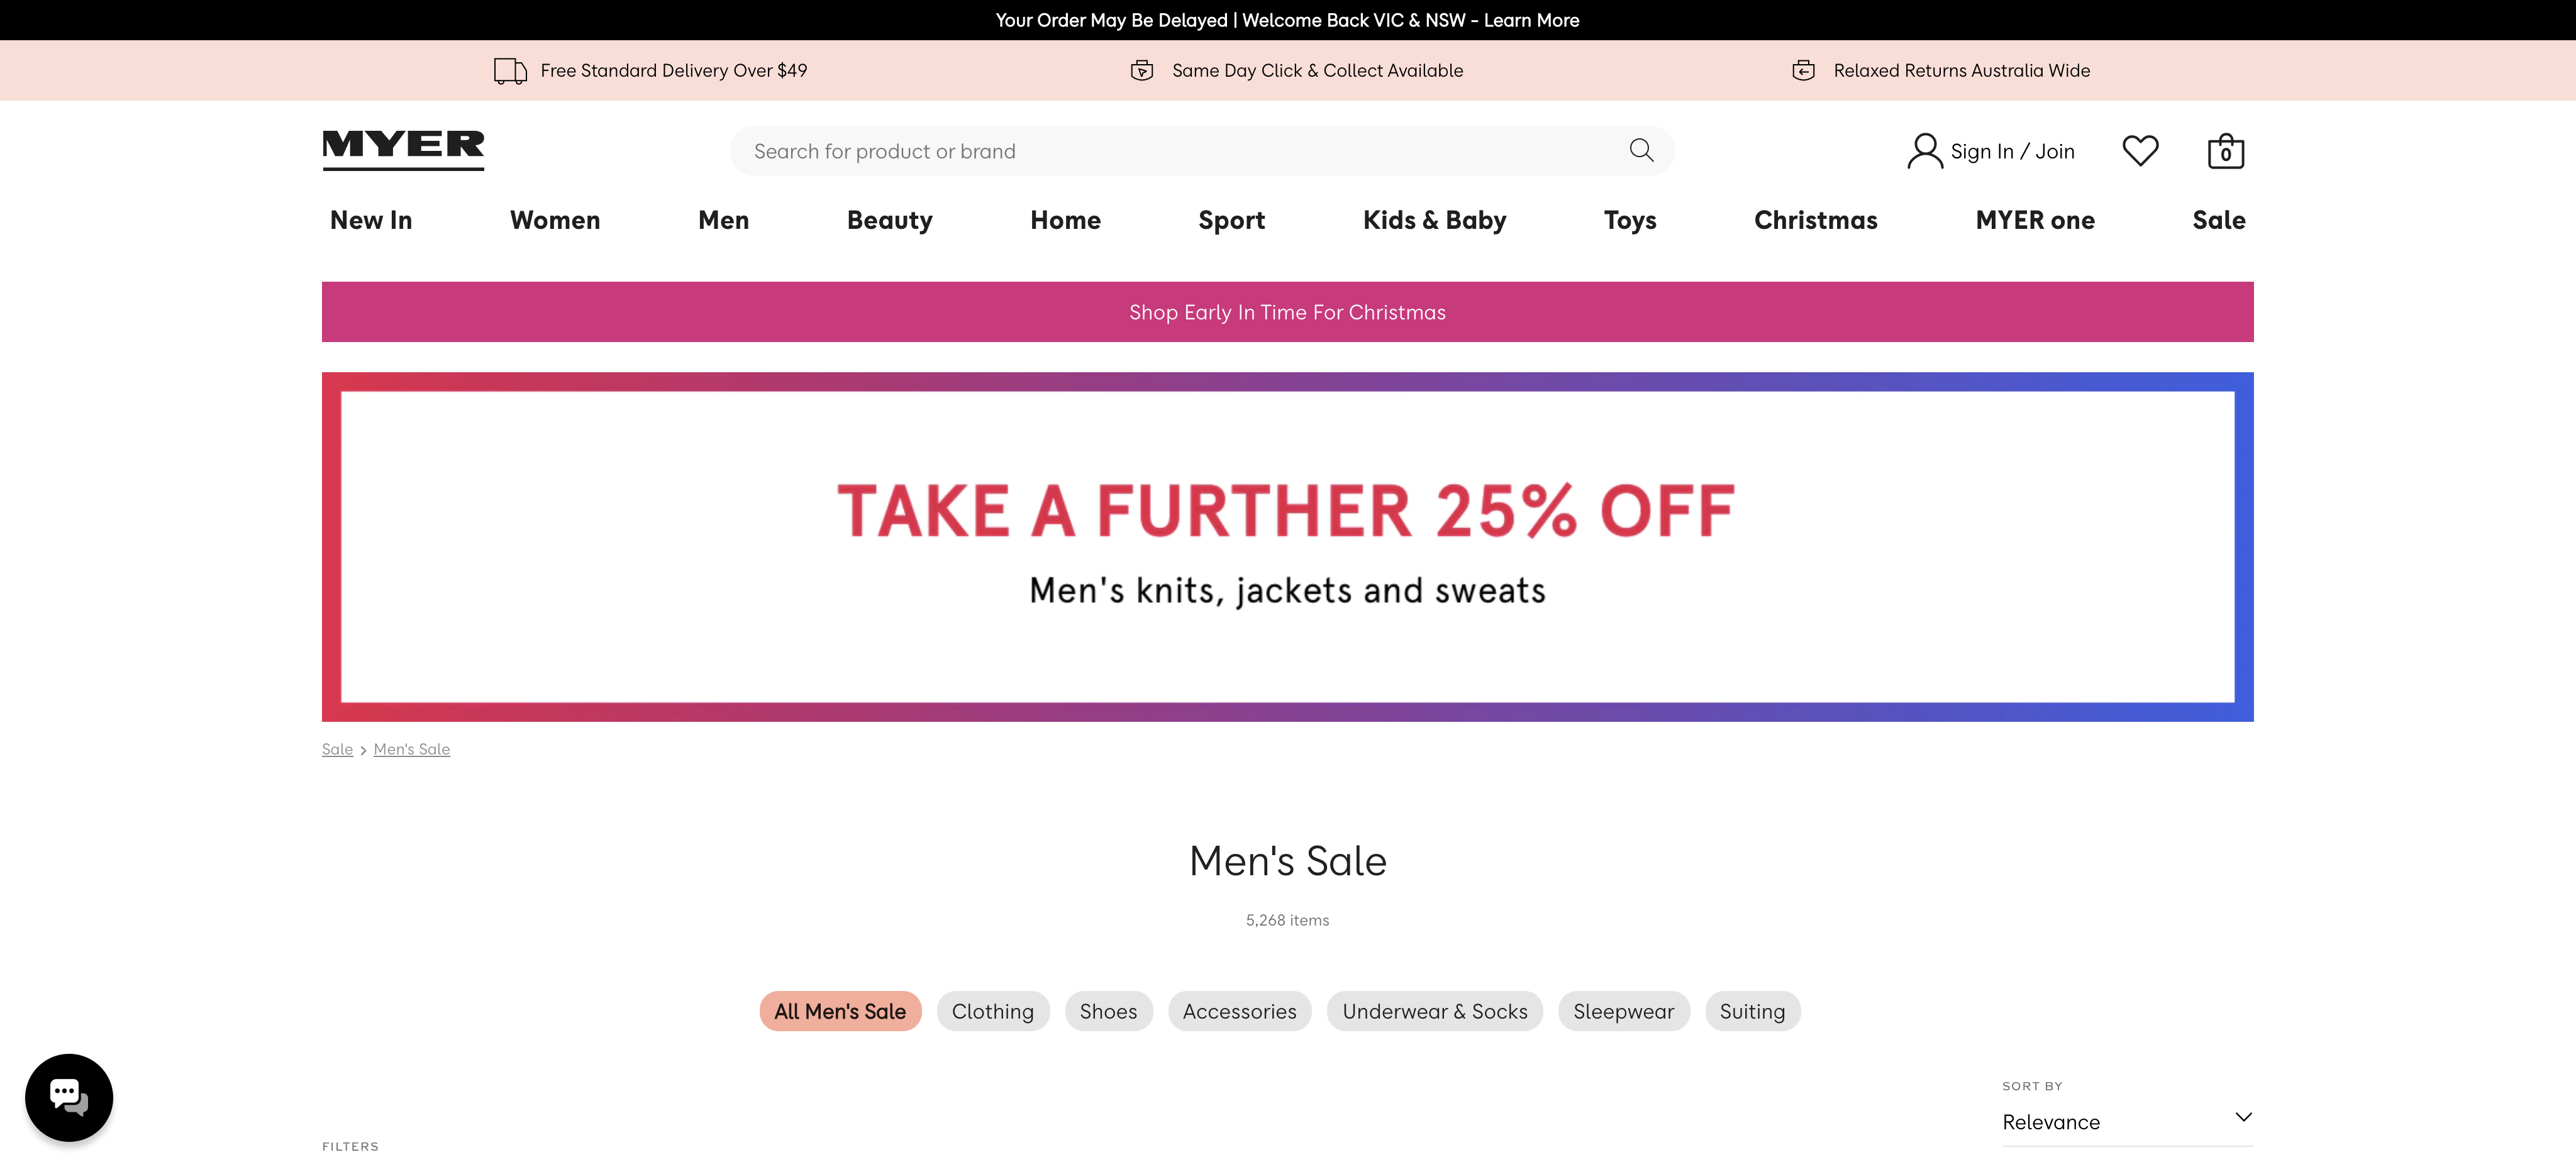 Your Order May Be Delayed | Welcome Back VIC & NSW - Learn More
Free Standard Delivery Over $49
Same Day Click & Collect Available
Relaxed Returns Australia Wide
MYER
Search for product or brand
Sign In / Join
0
New In
Women
Men
Beauty
Home
Sport
Kids & Baby
Toys
Christmas
MYER one
Sale
Shop Early In Time For Christmas
TAKE A FURTHER 25% OFF
Men's knits, jackets and sweats
Sale > Men's Sale
Men's Sale
5,268 items
All Men's Sale
Clothing
Shoes
Accessories
Underwear & Socks
Sleepwear
Suiting
SORT BY
Relevance
FILTERS